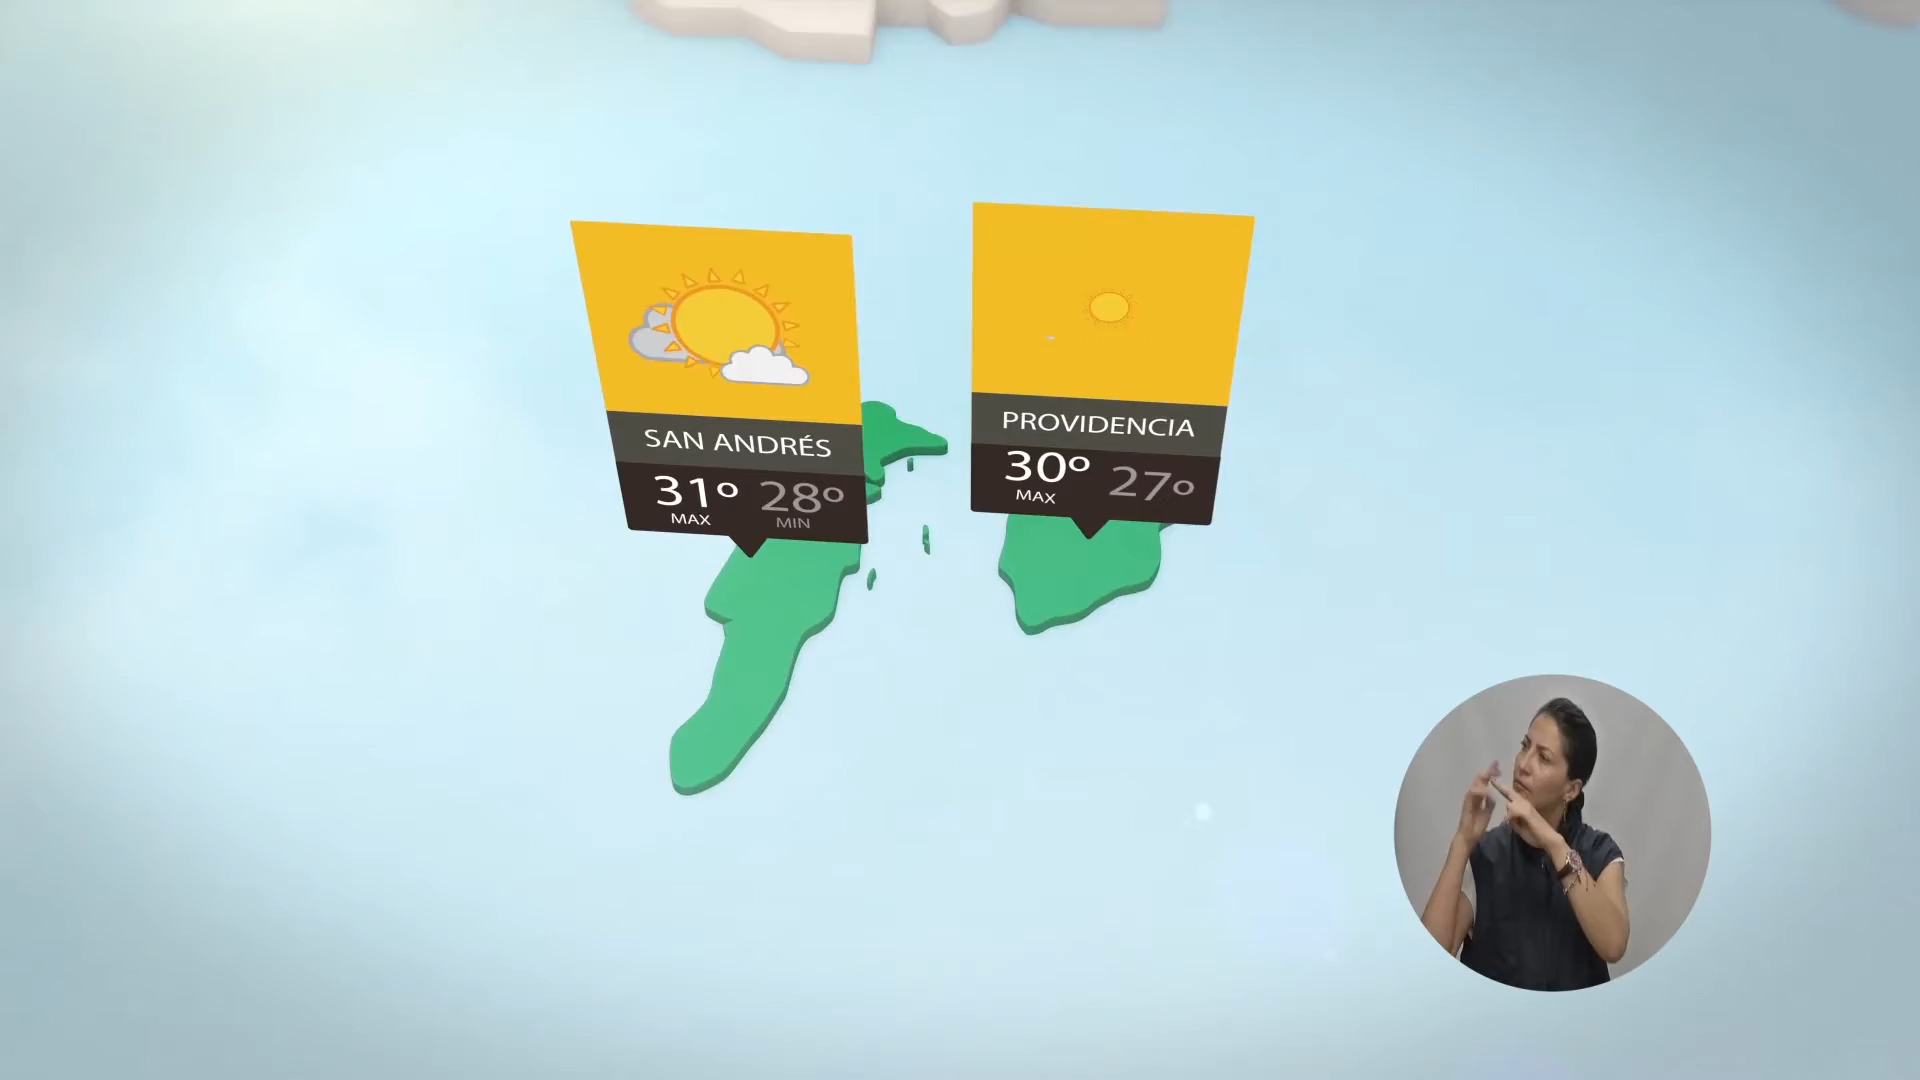 SAN ANDRÉS
31º 28º
MAX MIN
PROVIDENCIA
30º 27º
MAX